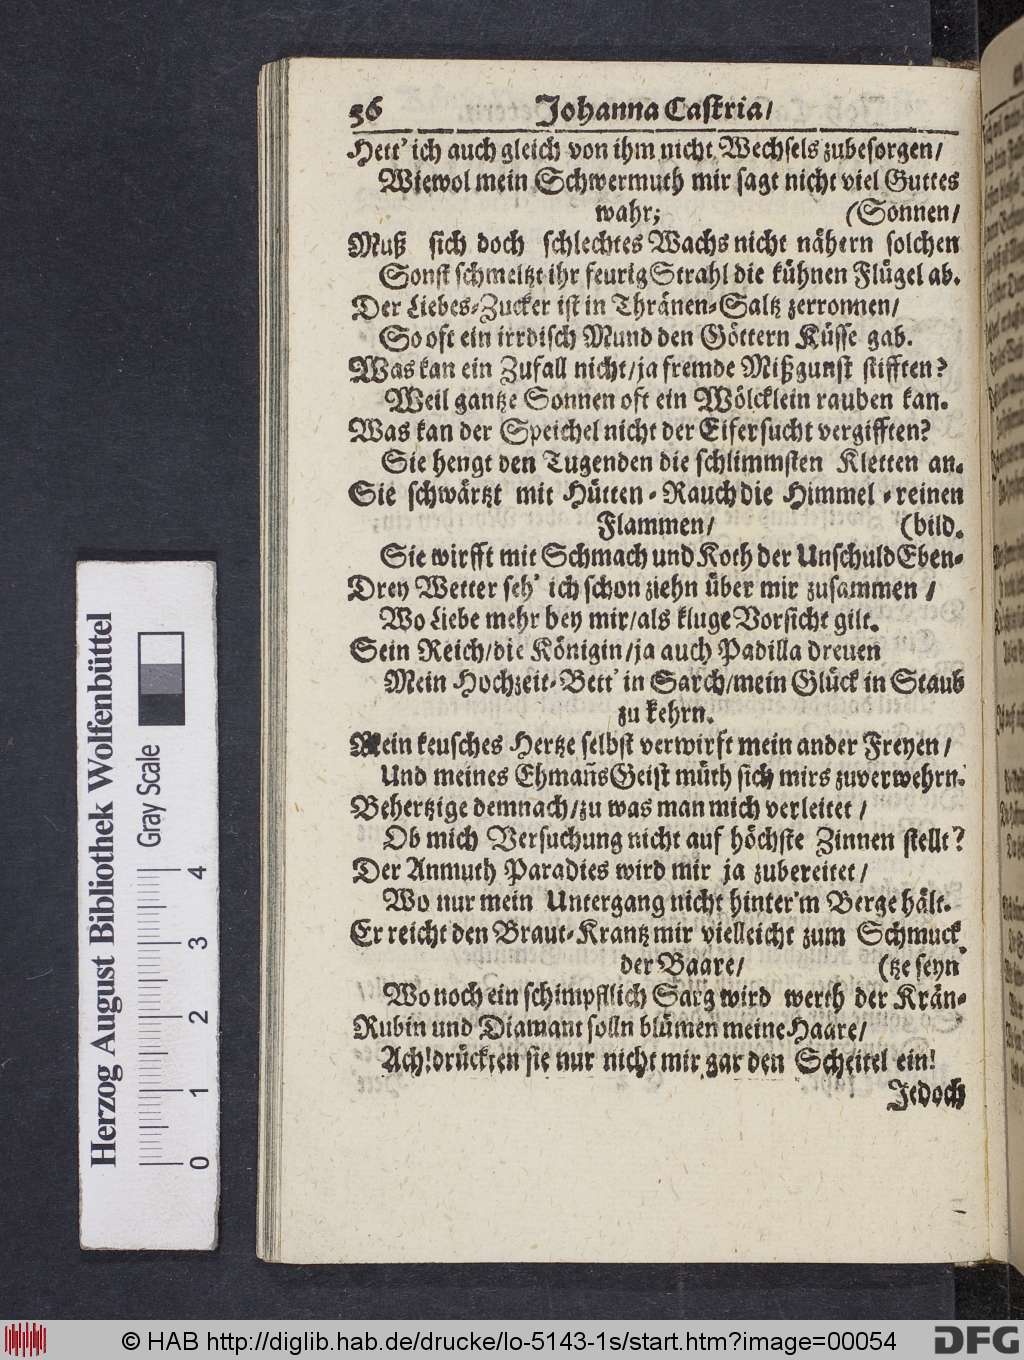 56 Johanna Castria/
Hett' ich auch gleich von ihm nicht Wechsels zubesorgen/
Wiewol mein Schwermuth mir sagt nicht viel Guttes
wahr; (Sonnen/
Muß sich doch schlechtes Wachs nicht nähern solchen
Sonst schmeltzt ihr feurig Strahl die kühnen Flügel ab.
Der Liebes-Zucker ist in Thränen-Saltz zerronnen/
So oft ein irrdisch Mund den Göttern Küsse gab.
Was kan ein Zufall nicht/ja fremde Mißgunst stifften?
Weil gantze Sonnen oft ein Wölcklein rauben kan.
Was kan der Speichel nicht der Eifersucht vergifften?
Sie hengt den Tugenden die schlimmsten Kletten an.
Sie schwärtzt mit Hütten-Rauch die Himmel-reinen
Flammen/ (bild.
Sie wirfft mit Schmach und Koth der Unschuld Eben-
Drey Wetter seh' ich schon ziehn über mir zusammen/
Wo Liebe mehr bey mir/als kluge Vorsicht gilt.
Sein Reich/die Königin/ja auch Padilla dreuen
Mein Hochzeit-Bett' in Sarch/mein Glück in Staub
zu kehrn.
Mein keusches Hertze selbst verwirft mein ander Freyen/
Und meines Ehmañs Geist müth sich mirs zuverwehrn.
Behertzige demnach/zu was man mich verleitet/
Ob mich Versuchung nicht auf höchste Zinnen stellt?
Der Anmuth Paradies wird mir ja zubereitet/
Wo nur mein Untergang nicht hinter'm Berge hält.
Er reicht den Braut-Krantz mir vielleicht zum Schmuck
der Baare/ (tze seyn
Wo noch ein schimpflich Sarg wird werth der Krän-
Rubin und Diamant solln blümen meine Haare/
Ach!drückten sie nur nicht mir gar den Scheitel ein!
Jedoch
Herzog August Bibliothek Wolfenbüttel
Gray Scale
0 1 2 3 4
© HAB http://diglib.hab.de/drucke/lo-5143-1s/start.htm?image=00054
DFG